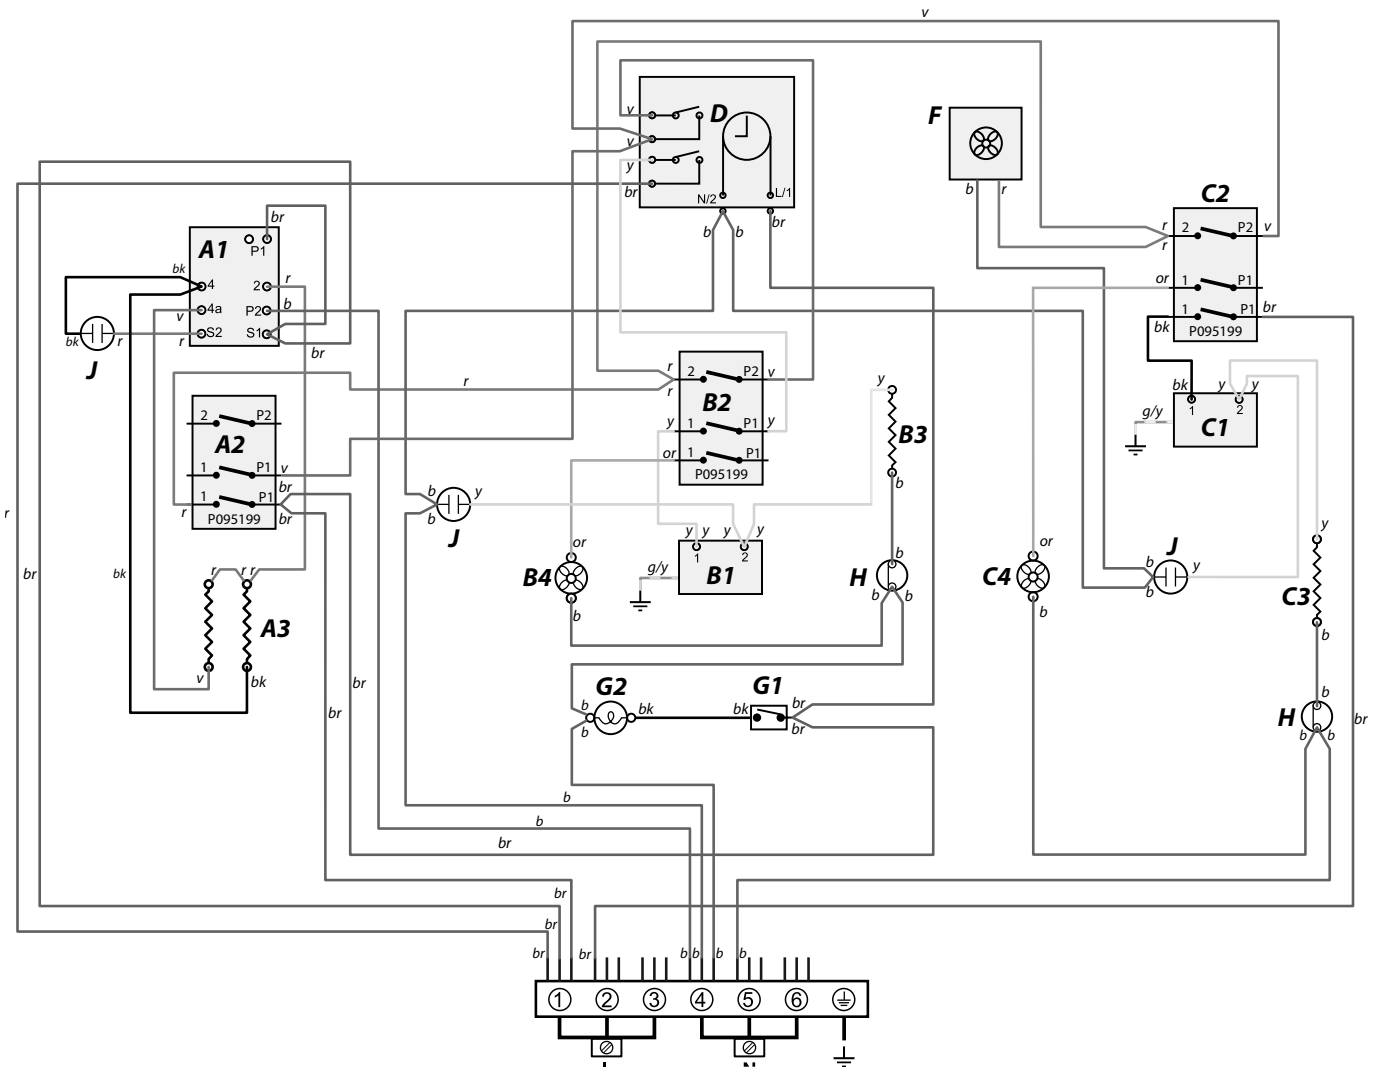 v
v D F
v
y
br N/2 L/1 b r
b b br
C2
r 2 P2 v
r
or 1 P1
1 P1 br
bk P095199
A1 br
P1
bk 4 2 r
4a P2 b
v
bk r r S2 S1
br
J
r
r 2 P2 v
r
B2
y 1 P1 y
or 1 P1
P095199
y
B3
b
bk y y
1 2
g/y C1
2 P2
A2
1 P1 v
1 P1 br
r br
P095199
b y
b
J
r
br
bk
or
B4
b
y y y y
1 2
g/y B1
b
H
b b
or
C4
b
b J y
b
y
C3
b
r r r
A3
v bk
br
br
G2 G1
b bk bk br
b br
b
H
b b br
b
b
br
br
br
br br b b b b
1 2 3 4 5 6